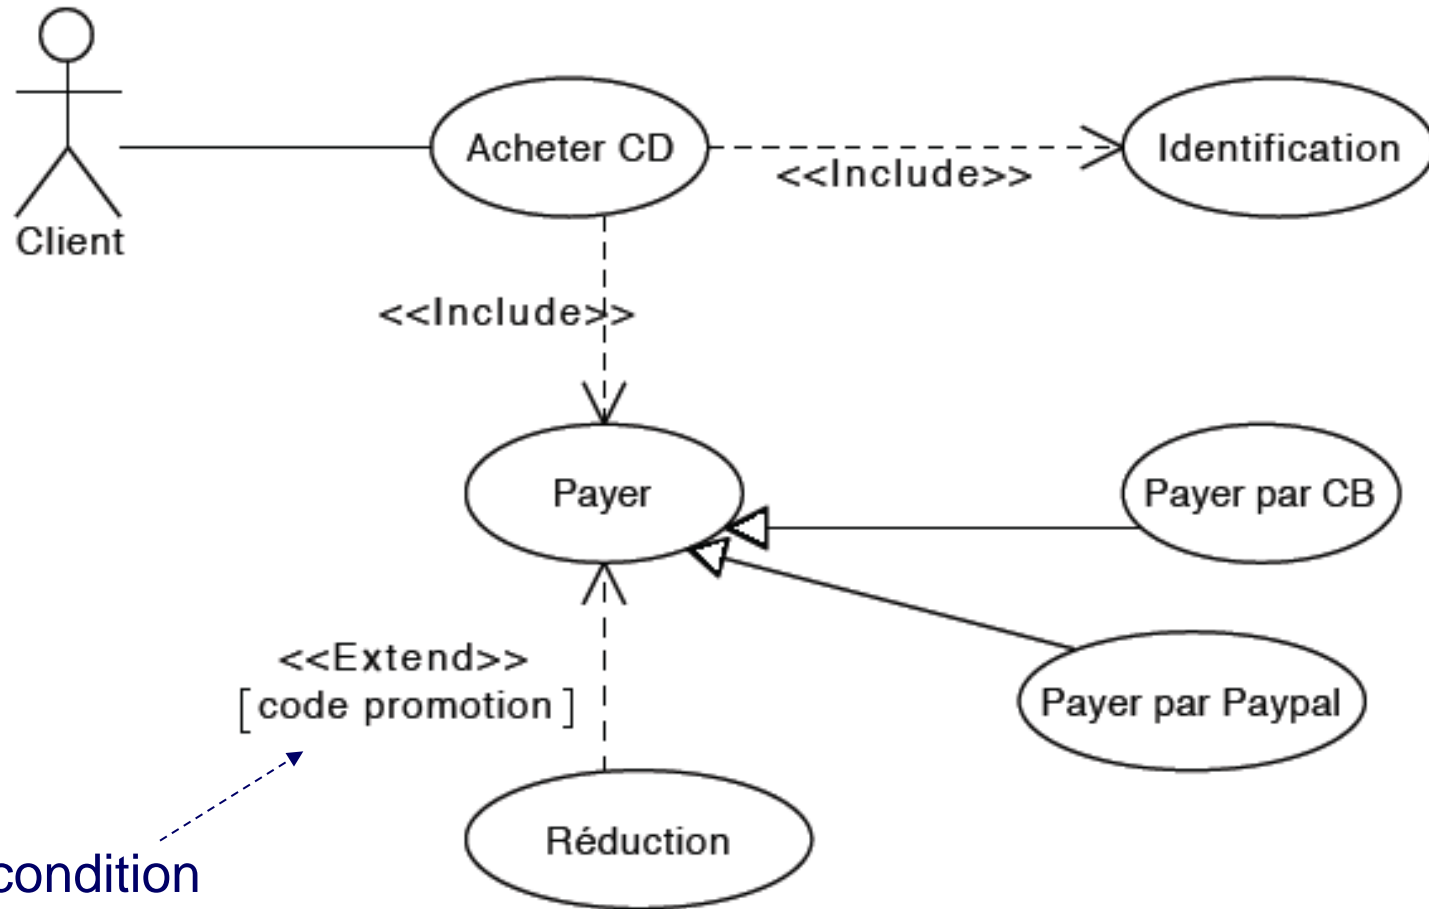 Acheter CD
Identification
<<Include>>
Client
<<Include>>
Payer
Payer par CB
<<Extend>>
[code promotion]
Payer par Paypal
Réduction
condition